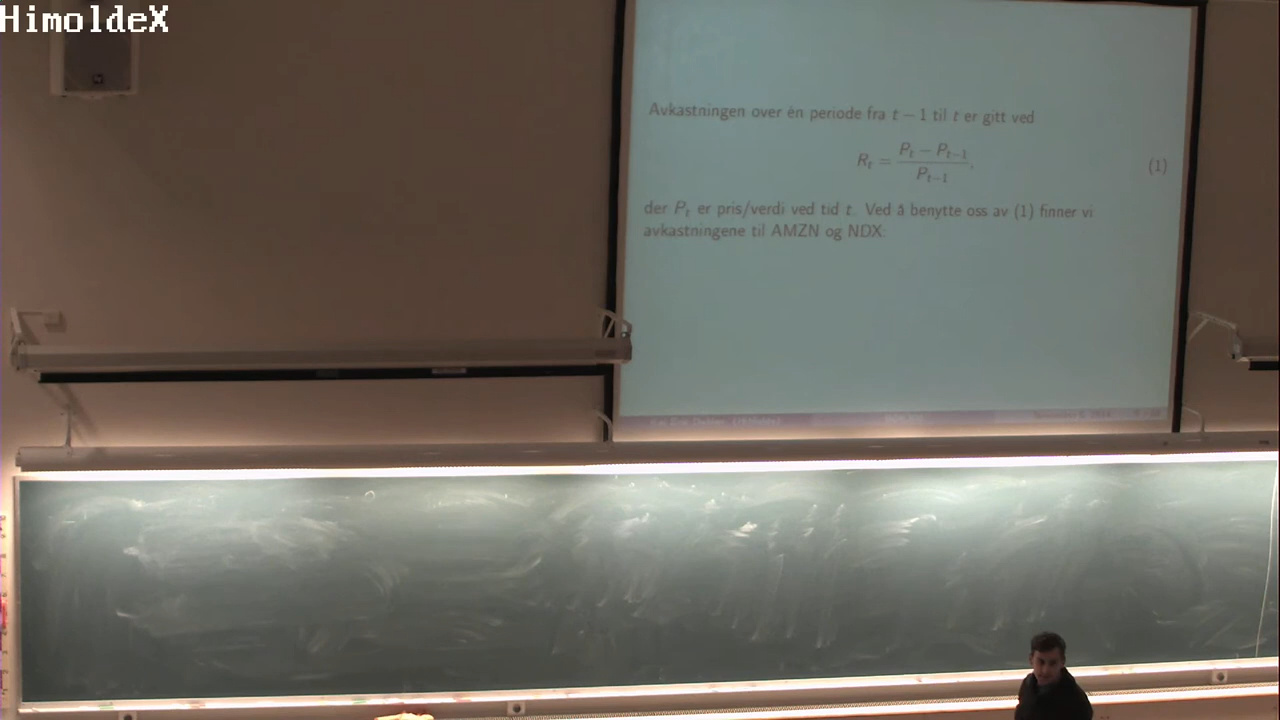 HimoldeX
Avkastningen over én periode fra t − 1 til t er gitt ved
R_t = (P_t − P_{t−1}) / P_{t−1}, (1)
der P_t er pris/verdi ved tid t. Ved å benytte oss av (1) finner vi
avkastningene til AMZN og NDX: